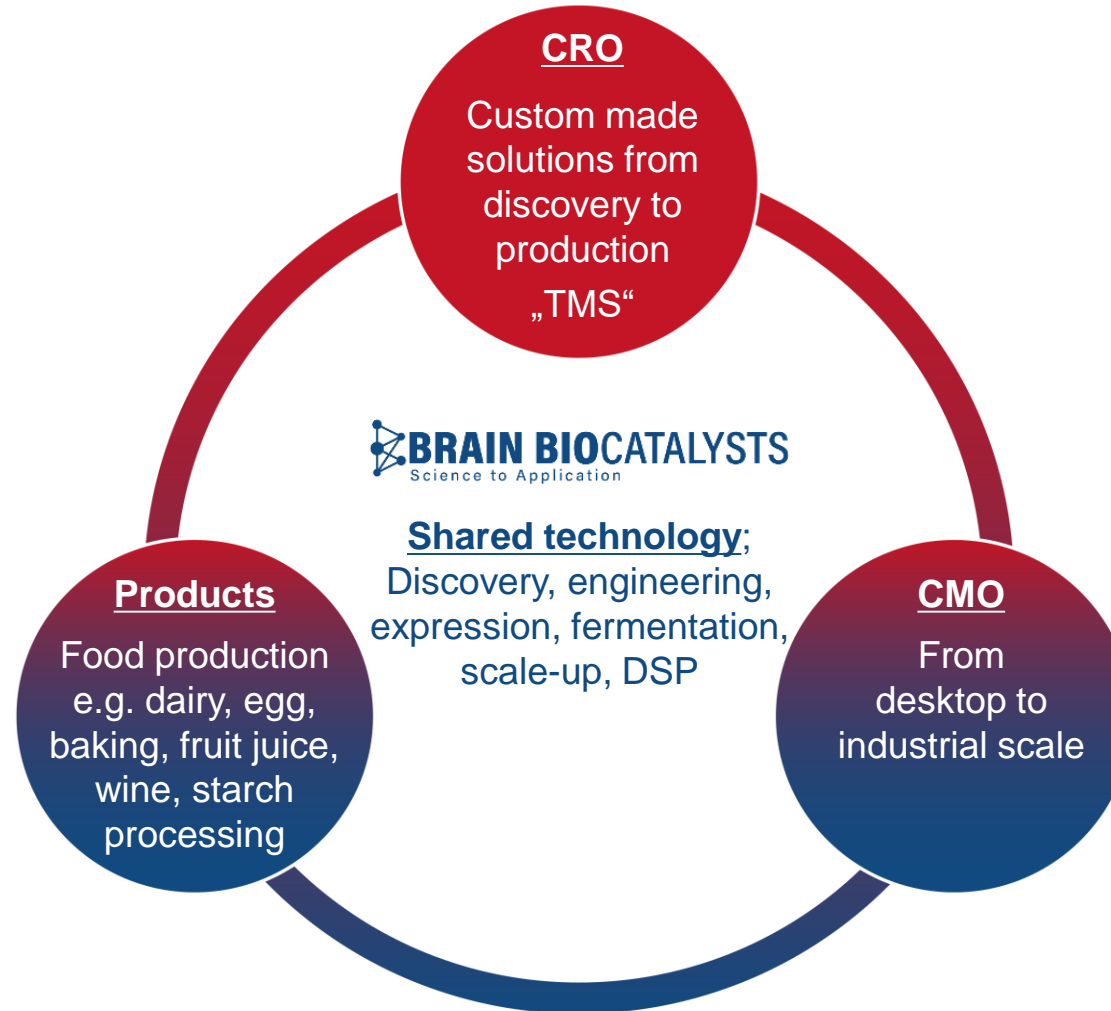 CRO
Custom made
solutions from
discovery to
production
„TMS“
BRAIN BIOCATALYSTS
Science to Application
Shared technology;
Discovery, engineering,
expression, fermentation,
scale-up, DSP
Products
Food production
e.g. dairy, egg,
baking, fruit juice,
wine, starch
processing
CMO
From
desktop to
industrial scale